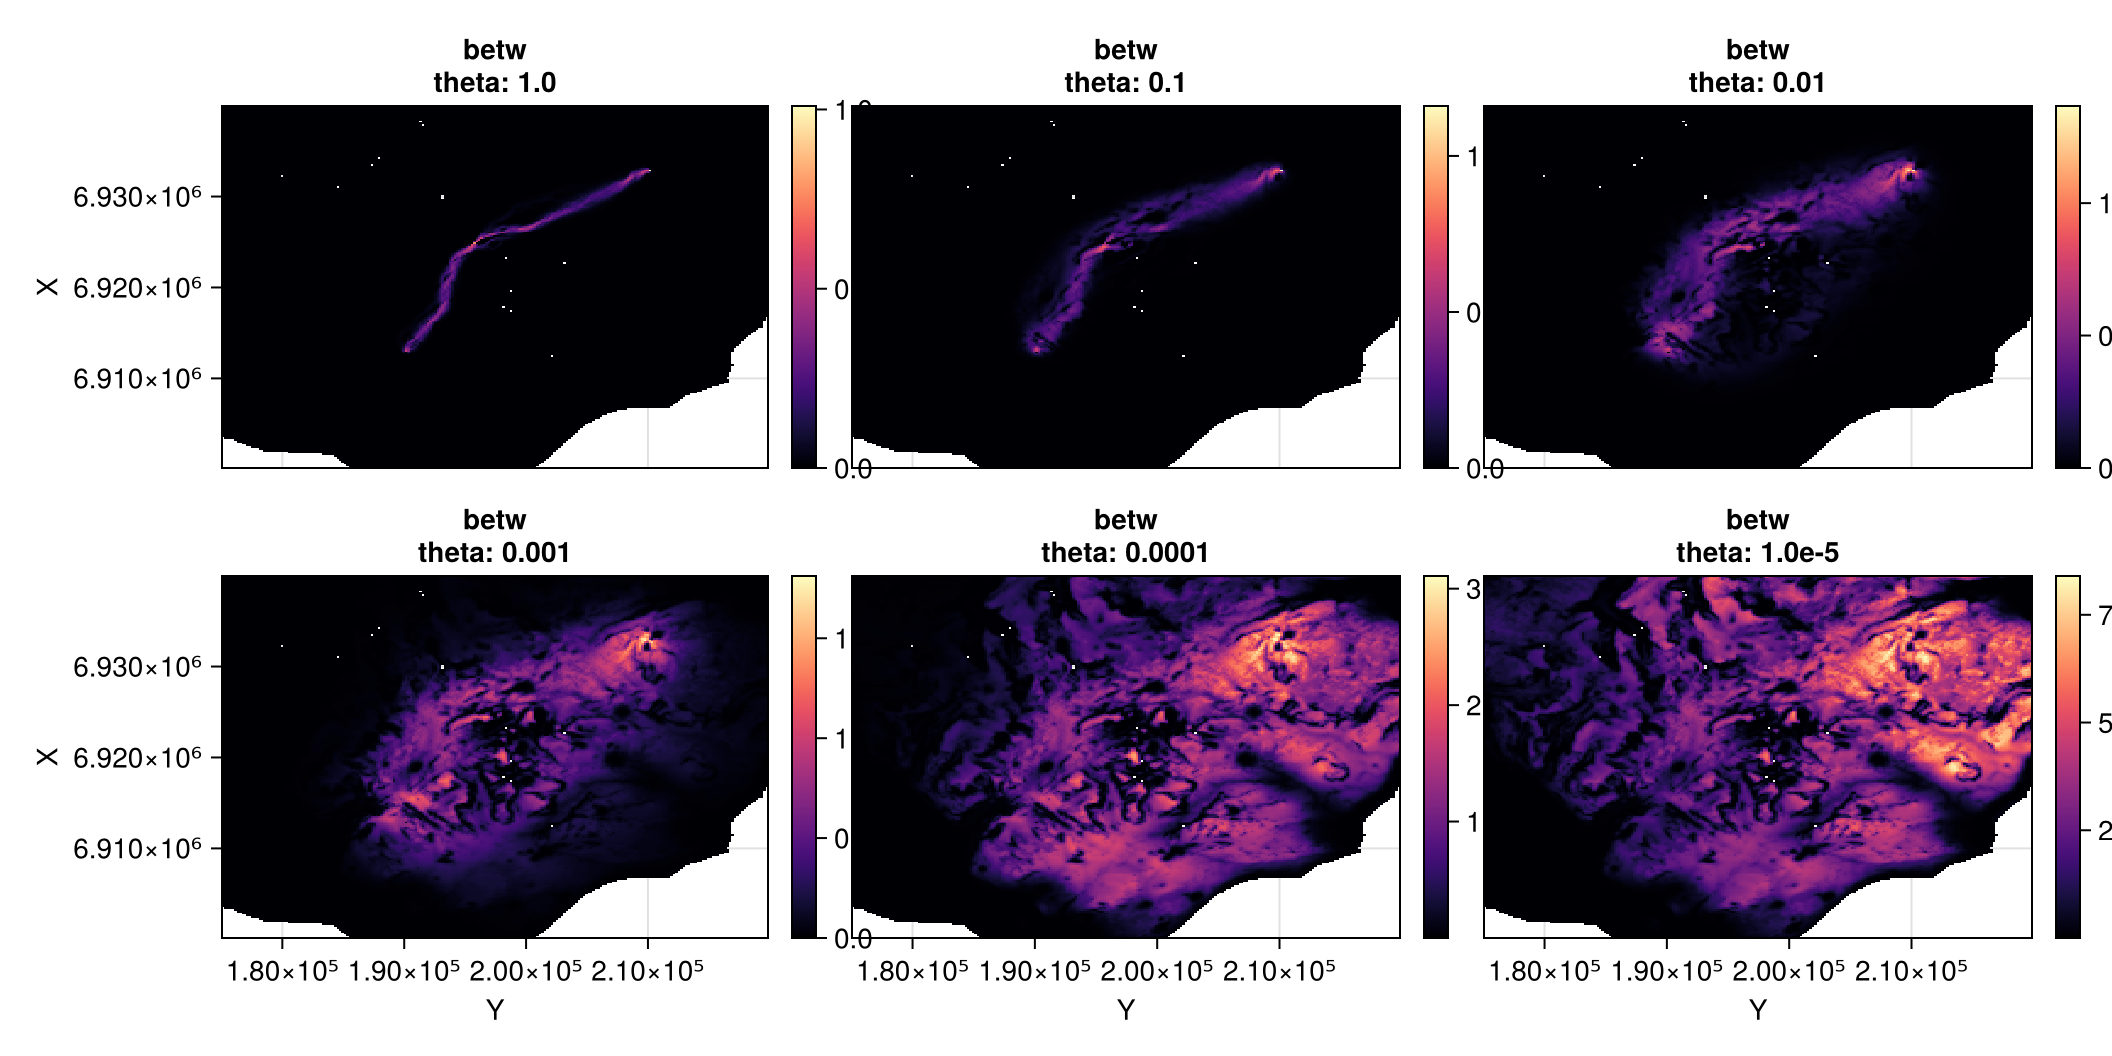 betw
theta: 1.0
betw
theta: 0.1
betw
theta: 0.01
X
6.930×10⁶
6.920×10⁶
6.910×10⁶
1.0
0
0.0
1
0
0.0
1
0
0
betw
theta: 0.001
betw
theta: 0.0001
betw
theta: 1.0e-5
X
6.930×10⁶
6.920×10⁶
6.910×10⁶
1
1
0
0.0
3
2
1
7
5
2
1.80×10⁵ 1.90×10⁵ 2.00×10⁵ 2.10×10⁵
1.80×10⁵ 1.90×10⁵ 2.00×10⁵ 2.10×10⁵
1.80×10⁵ 1.90×10⁵ 2.00×10⁵ 2.10×10⁵
Y
Y
Y